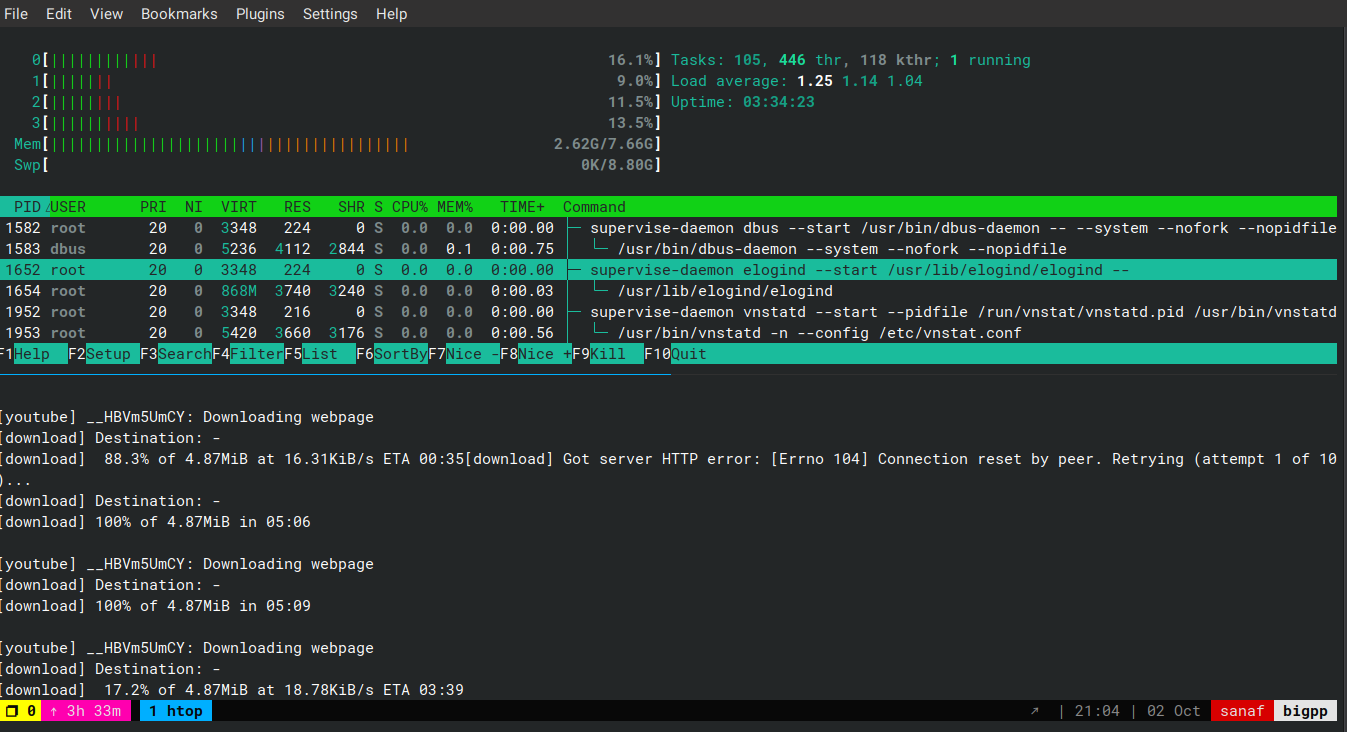 File Edit View Bookmarks Plugins Settings Help
0[||||||||||||  16.1%] Tasks: 105, 446 thr, 118 kthr; 1 running
1[|||||||  9.0%] Load average: 1.25 1.14 1.04
2[||||||||  11.5%] Uptime: 03:34:23
3[||||||||||  13.5%]
Mem[||||||||||||||||||||||||||||||||||||||||  2.62G/7.66G]
Swp[  0K/8.80G]
PID△USER PRI NI VIRT RES SHR S CPU% MEM% TIME+ Command
1582 root 20 0 3348 224 0 S 0.0 0.0 0:00.00 ├─ supervise-daemon dbus --start /usr/bin/dbus-daemon -- --system --nofork --nopidfile
1583 dbus 20 0 5236 4112 2844 S 0.0 0.1 0:00.75 │ └─ /usr/bin/dbus-daemon --system --nofork --nopidfile
1652 root 20 0 3348 224 0 S 0.0 0.0 0:00.00 ├─ supervise-daemon elogind --start /usr/lib/elogind/elogind --
1654 root 20 0 868M 3740 3240 S 0.0 0.0 0:00.03 │ └─ /usr/lib/elogind/elogind
1952 root 20 0 3348 216 0 S 0.0 0.0 0:00.00 ├─ supervise-daemon vnstatd --start --pidfile /run/vnstat/vnstatd.pid /usr/bin/vnstatd
1953 root 20 0 5420 3660 3176 S 0.0 0.0 0:00.56 │ └─ /usr/bin/vnstatd -n --config /etc/vnstat.conf
F1Help F2Setup F3SearchF4FilterF5List F6SortByF7Nice -F8Nice +F9Kill F10Quit
[youtube] __HBVm5UmCY: Downloading webpage
[download] Destination: -
[download] 88.3% of 4.87MiB at 16.31KiB/s ETA 00:35[download] Got server HTTP error: [Errno 104] Connection reset by peer. Retrying (attempt 1 of 10
)...
[download] Destination: -
[download] 100% of 4.87MiB in 05:06
[youtube] __HBVm5UmCY: Downloading webpage
[download] Destination: -
[download] 100% of 4.87MiB in 05:09
[youtube] __HBVm5UmCY: Downloading webpage
[download] Destination: -
[download] 17.2% of 4.87MiB at 18.78KiB/s ETA 03:39
❐ 0 ↑ 3h 33m 1 htop ↗ | 21:04 | 02 Oct sanaf bigpp